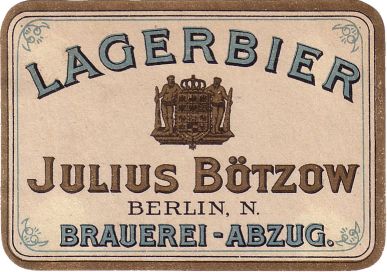 LAGERBIER
JULIUS BÖTZOW
BERLIN, N.
BRAUEREI-ABZUG.